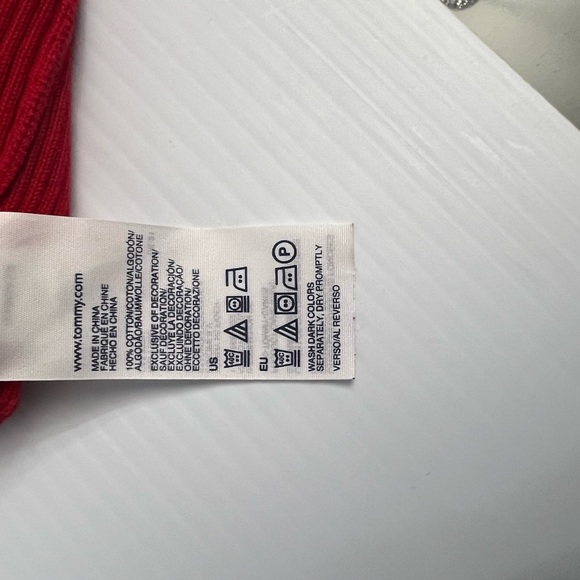 www.tommy.com
MADE IN CHINA
FABRIQUÉ EN CHINE
HECHO EN CHINA
100% COTTON/COTON/ALGODÓN/
ALGODÃO/BAUMWOLLE/COTONE
EXCLUSIVE OF DECORATION/
SAUF DÉCORATION/
EXCLUYE LA DECORACIÓN/
EXCLUINDO DECORAÇÃO/
OHNE DEKORATION/
ECCETTO DECORAZIONE
US
EU
P
WASH DARK COLORS
SEPARATELY. DRY PROMPTLY
VERSO/AL REVERSO